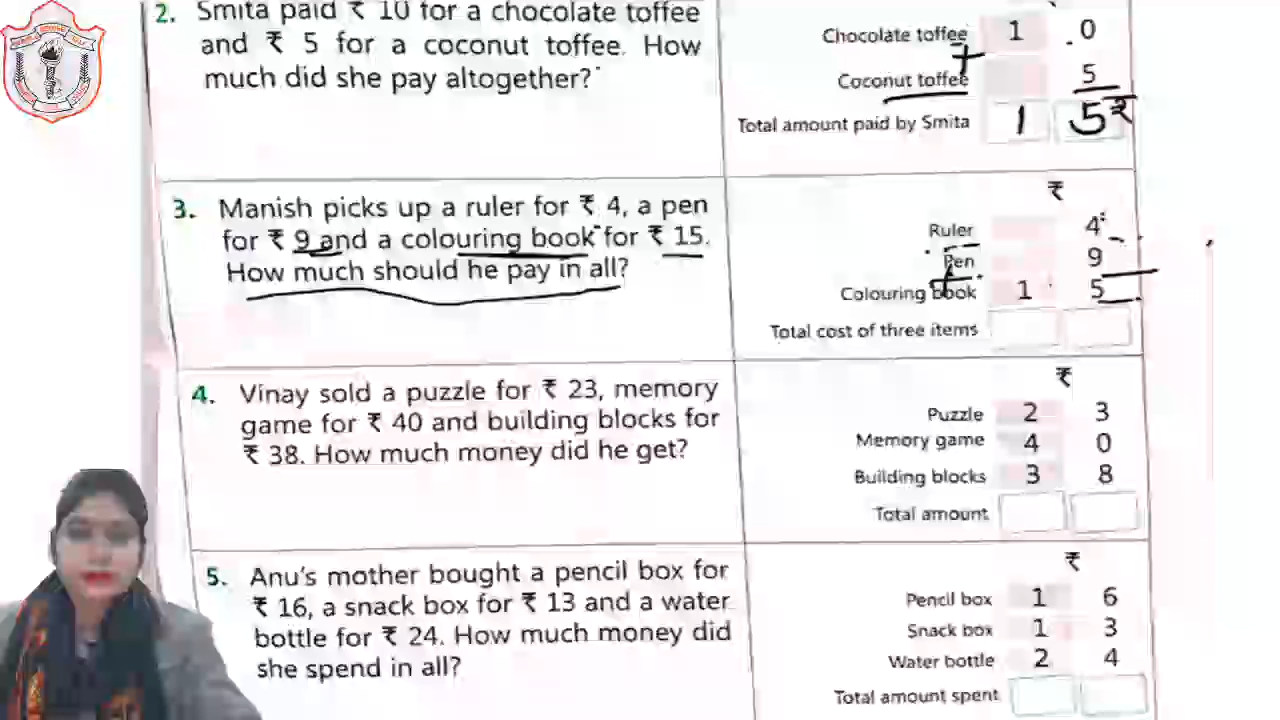 2. Smita paid ₹ 10 for a chocolate toffee
and ₹ 5 for a coconut toffee. How
much did she pay altogether?
Chocolate toffee 1 0
+
Coconut toffee 5
Total amount paid by Smita 1 5₹
3. Manish picks up a ruler for ₹ 4, a pen
for ₹ 9 and a colouring book for ₹ 15.
How much should he pay in all?
₹
Ruler 4
Pen 9
+
Colouring book 1 5
Total cost of three items
4. Vinay sold a puzzle for ₹ 23, memory
game for ₹ 40 and building blocks for
₹ 38. How much money did he get?
₹
Puzzle 2 3
Memory game 4 0
Building blocks 3 8
Total amount
5. Anu's mother bought a pencil box for
₹ 16, a snack box for ₹ 13 and a water
bottle for ₹ 24. How much money did
she spend in all?
₹
Pencil box 1 6
Snack box 1 3
Water bottle 2 4
Total amount spent